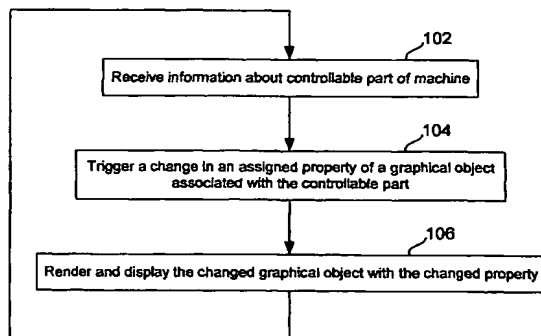 102
Receive information about controllable part of machine
104
Trigger a change in an assigned property of a graphical object
associated with the controllable part
106
Render and display the changed graphical object with the changed property